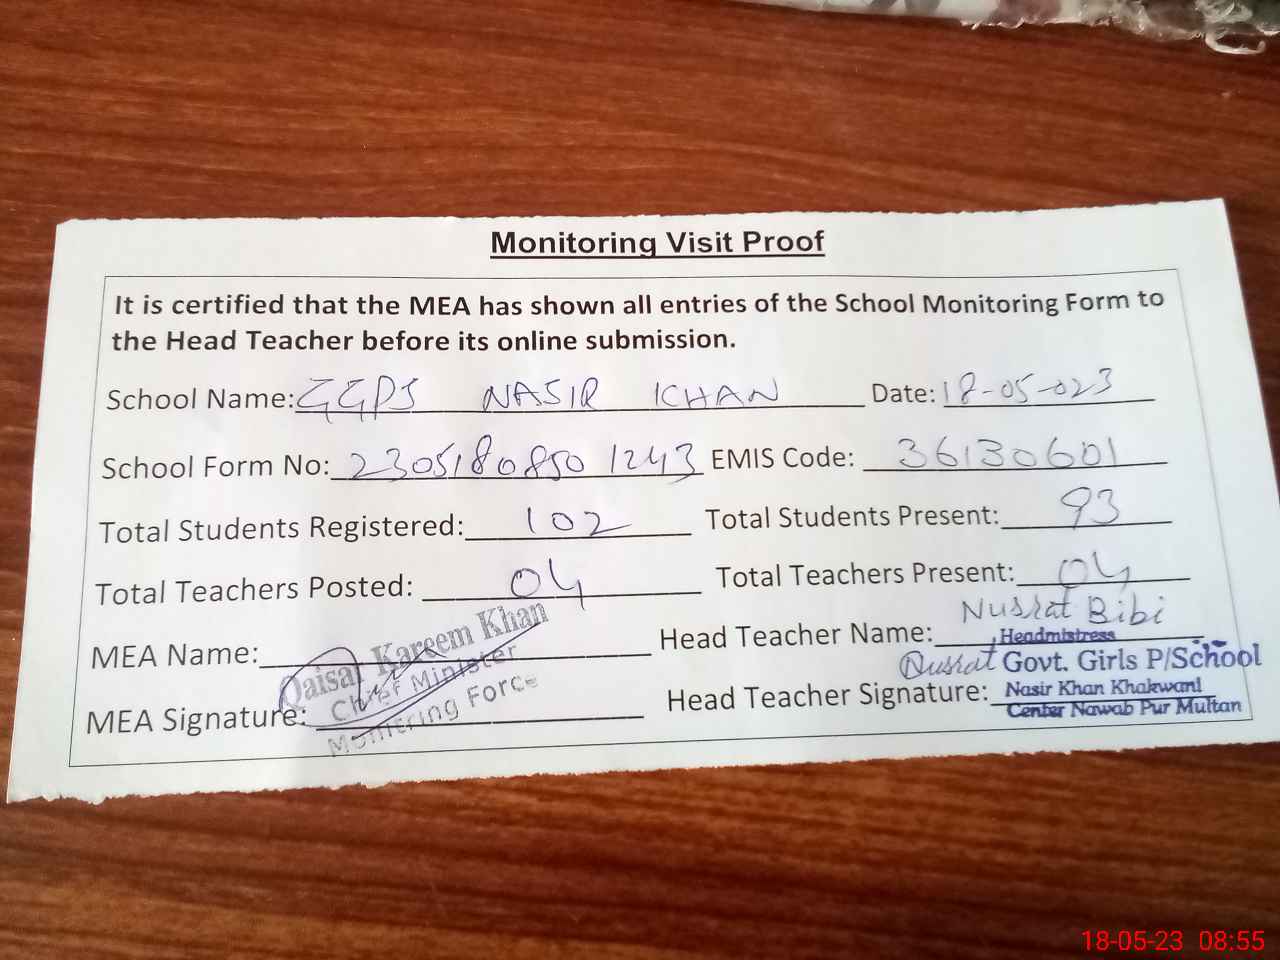 Monitoring Visit Proof
It is certified that the MEA has shown all entries of the School Monitoring Form to
the Head Teacher before its online submission.
School Name: GGPS NASIR KHAN Date: 18-05-023
School Form No: 2305180850 1243 EMIS Code: 36130601
Total Students Registered: 102 Total Students Present: 93
Total Teachers Posted: 04 Total Teachers Present: 04
MEA Name: Qaisar Kareem Khan Head Teacher Name: Nusrat Bibi
Chief Minister
Monitoring Force
MEA Signature: Head Teacher Signature: Nusrat
Headmistress
Govt. Girls P/School
Nasir Khan Khakwani
Center Nawab Pur Multan
18-05-23 08:55